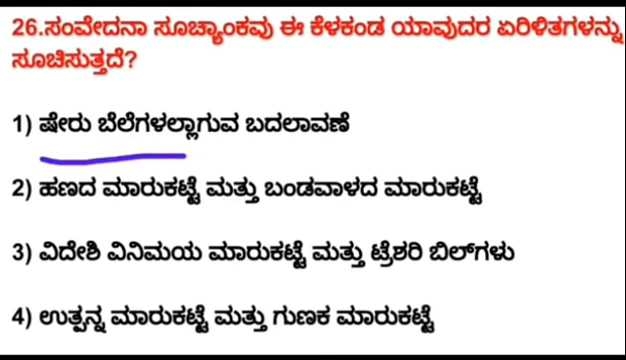 26.ಸಂವೇದನಾ ಸೂಚ್ಯಾಂಕವು ಈ ಕೆಳಕಂಡ ಯಾವುದರ ಏರಿಳಿತಗಳನ್ನು
ಸೂಚಿಸುತ್ತದೆ?
1) ಷೇರು ಬೆಲೆಗಳಲ್ಲಾಗುವ ಬದಲಾವಣೆ
2) ಹಣದ ಮಾರುಕಟ್ಟೆ ಮತ್ತು ಬಂಡವಾಳದ ಮಾರುಕಟ್ಟೆ
3) ವಿದೇಶಿ ವಿನಿಮಯ ಮಾರುಕಟ್ಟೆ ಮತ್ತು ಟ್ರೆಶರಿ ಬಿಲ್‌ಗಳು
4) ಉತ್ಪನ್ನ ಮಾರುಕಟ್ಟೆ ಮತ್ತು ಗುಣಕ ಮಾರುಕಟ್ಟೆ